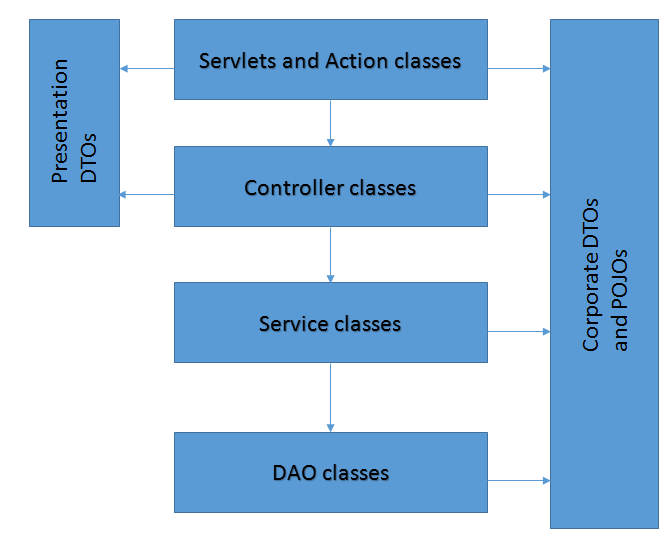 Presentation
DTOs
Servlets and Action classes
Controller classes
Service classes
DAO classes
Corporate DTOs
and POJOs